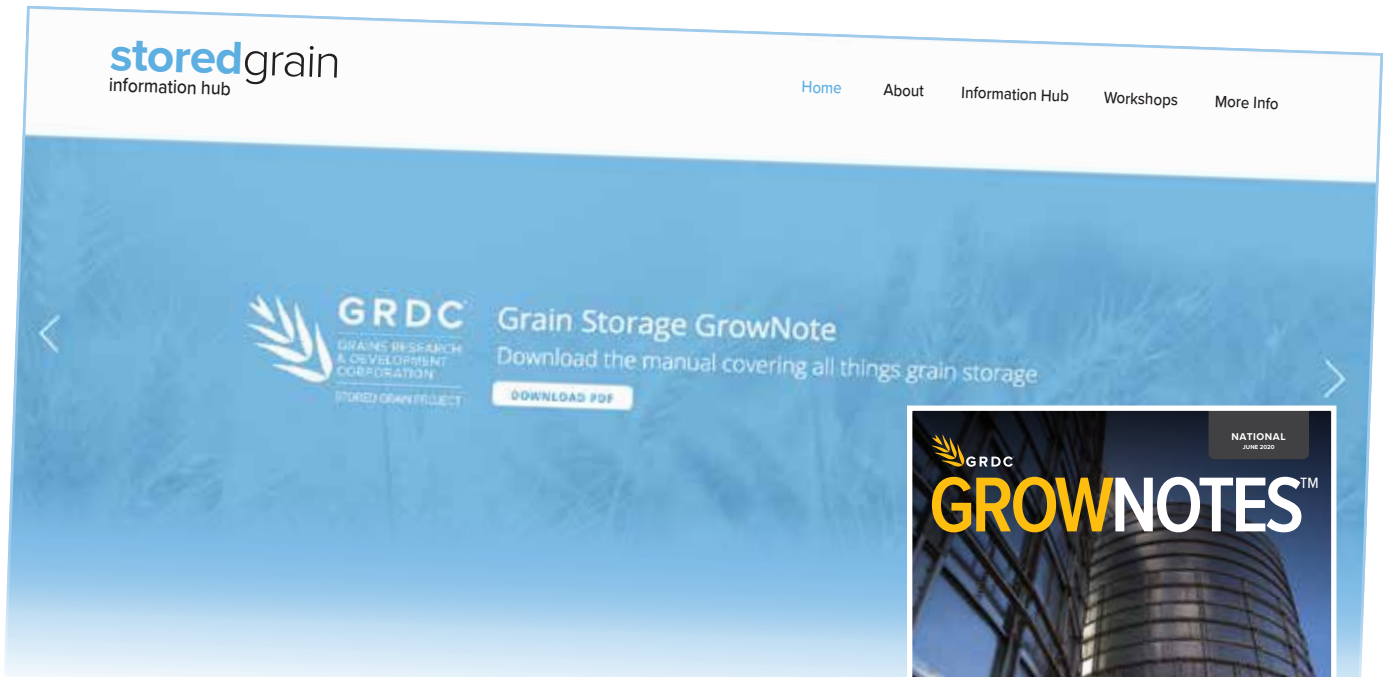 storedgrain
information hub
Home About Information Hub Workshops More Info
GRDC
GRAINS RESEARCH
& DEVELOPMENT
CORPORATION
STORED GRAIN PROJECT
Grain Storage GrowNote
Download the manual covering all things grain storage
DOWNLOAD PDF
NATIONAL
JUNE 2020
GRDC
GROWNOTES™